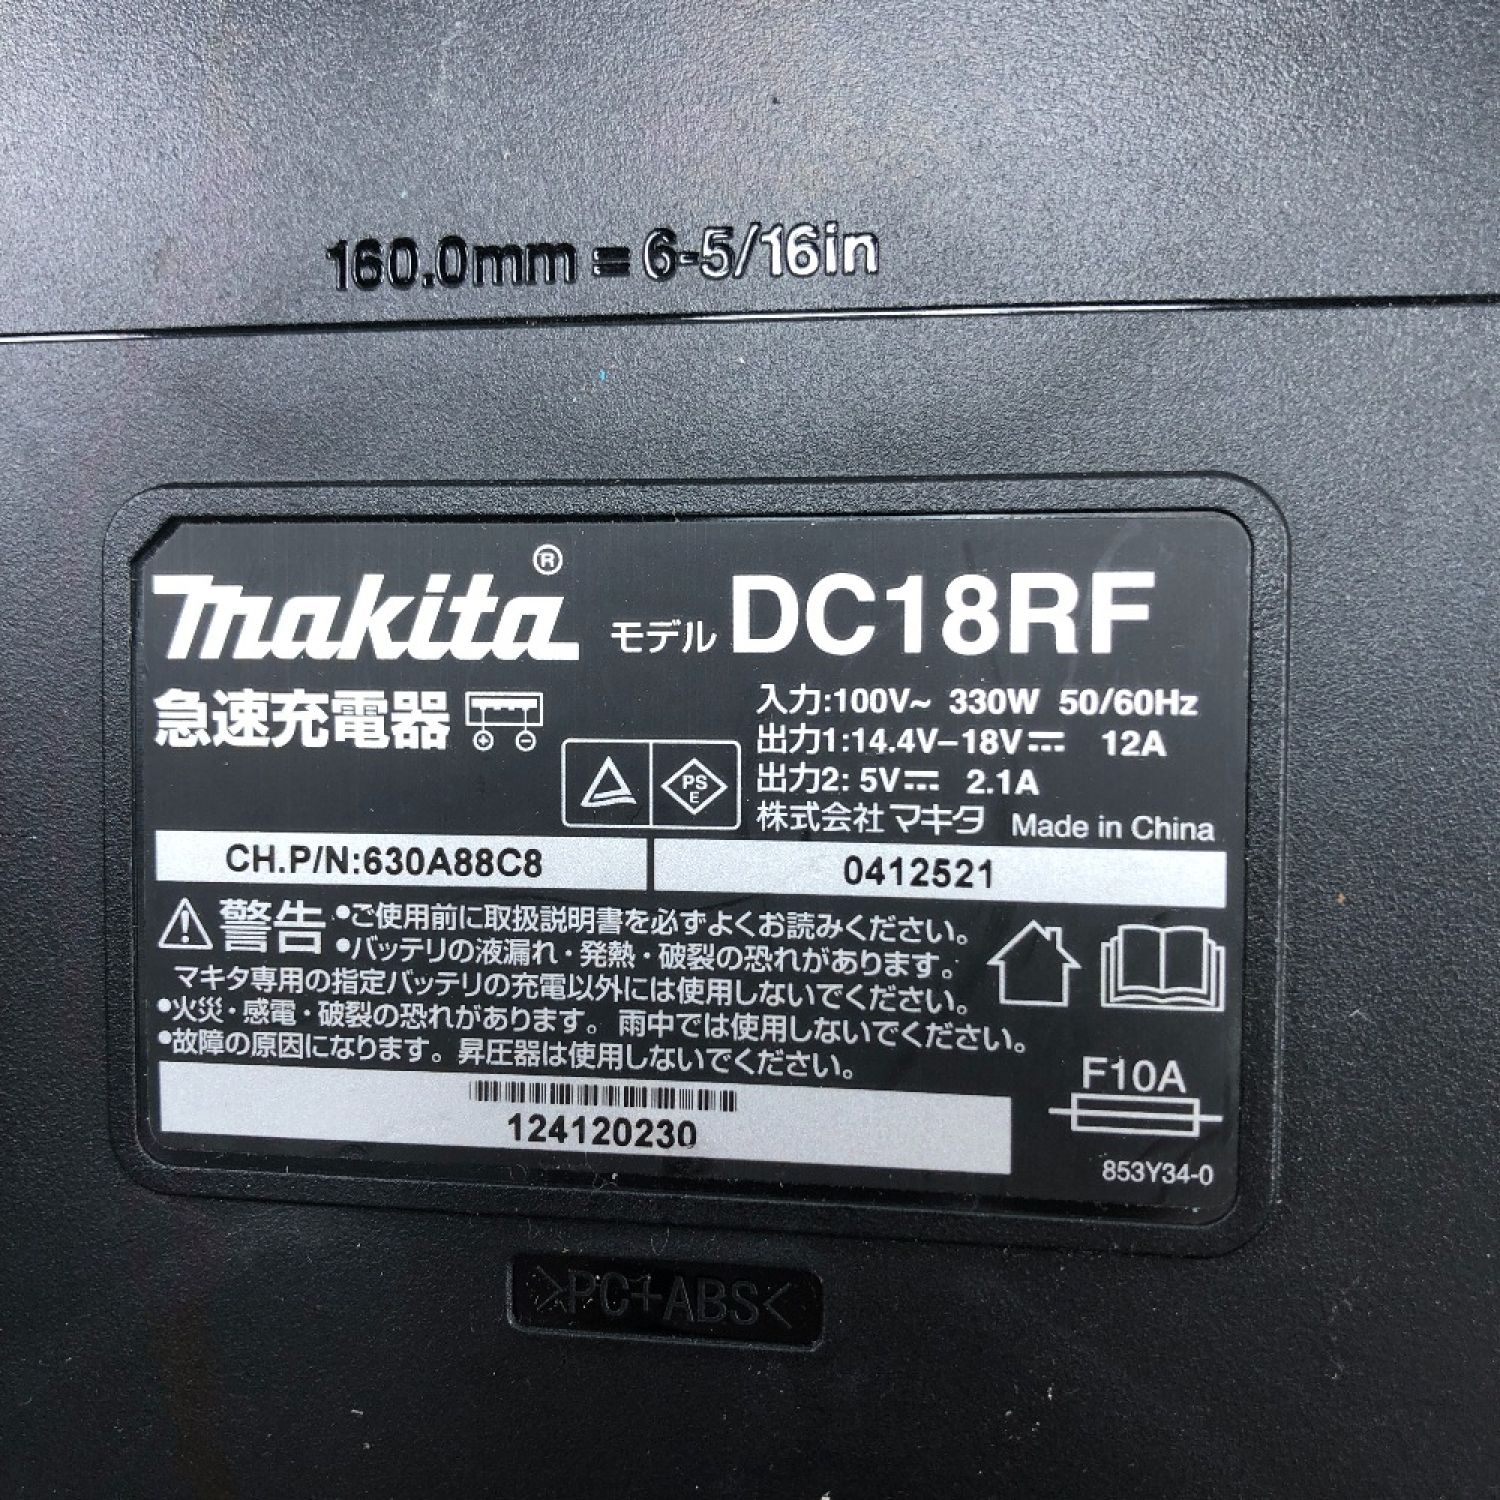 160.0mm = 6-5/16in
makita® モデル DC18RF
急速充電器
入力:100V~ 330W 50/60Hz
出力1:14.4V–18V⎓ 12A
出力2: 5V⎓ 2.1A
PS
E
株式会社 マキタ Made in China
CH.P/N:630A88C8
0412521
警告 •ご使用前に取扱説明書を必ずよくお読みください。
•バッテリの液漏れ・発熱・破裂の恐れがあります。
マキタ専用の指定バッテリの充電以外には使用しないでください。
•火災・感電・破裂の恐れがあります。雨中では使用しないでください。
•故障の原因になります。昇圧器は使用しないでください。
F10A
124120230
853Y34-0
>PC+ABS<